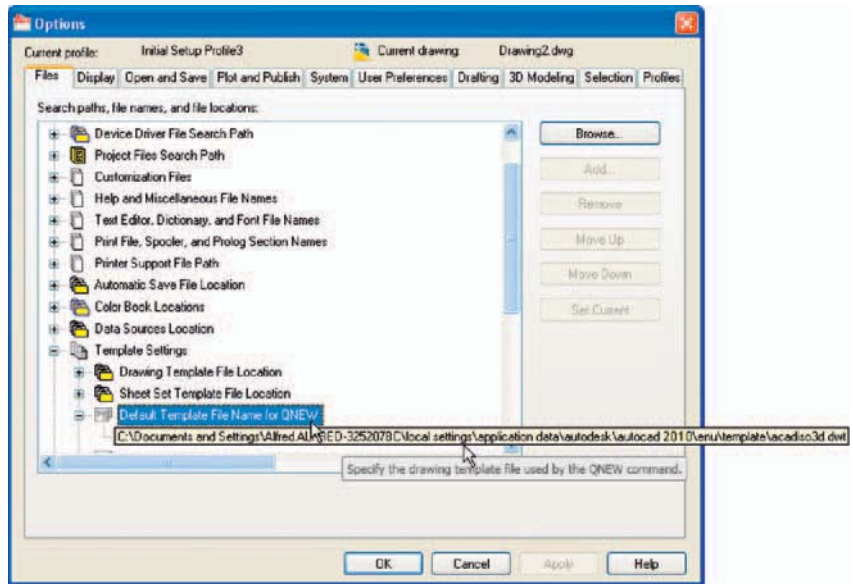 Options
Current profile: Initial Setup Profile3 Current drawing: Drawing2.dwg
Files Display Open and Save Plot and Publish System User Preferences Drafting 3D Modeling Selection Profiles
Search paths, file names, and file locations:
Device Driver File Search Path
Browse...
Project Files Search Path
Add...
Customization Files
Help and Miscellaneous File Names
Remove
Text Editor, Dictionary, and Font File Names
Print File, Spooler, and Prolog Section Names
Move Up
Printer Support File Path
Move Down
Automatic Save File Location
Color Book Locations
Set Current
Data Sources Location
Template Settings
Drawing Template File Location
Sheet Set Template File Location
Default Template File Name for QNEW
C:\Documents and Settings\Alfred.\local settings\application data\autodesk\autocad 2010\enu\template\acadiso3d.dwt
Specify the drawing template file used by the QNEW command.
OK Cancel Apply Help